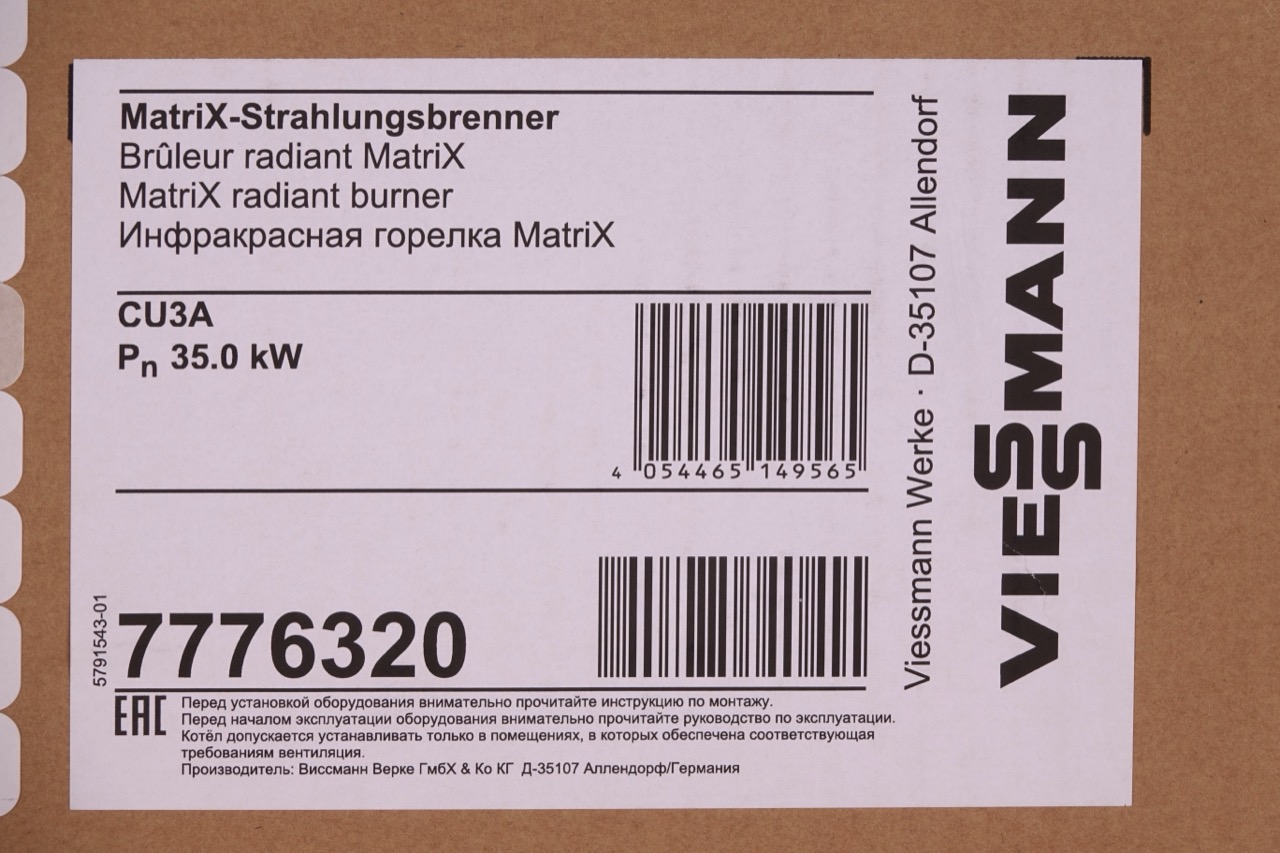 MatriX-Strahlungsbrenner
Brûleur radiant MatriX
MatriX radiant burner
Инфракрасная горелка MatriX
CU3A
Pn 35.0 kW
4 054465 149565
5791543-01
7776320
EAC
Перед установкой оборудования внимательно прочитайте инструкцию по монтажу.
Перед началом эксплуатации оборудования внимательно прочитайте руководство по эксплуатации.
Котёл допускается устанавливать только в помещениях, в которых обеспечена соответствующая
требованиям вентиляция.
Производитель: Виссманн Верке ГмбХ & Ко КГ Д-35107 Аллендорф/Германия
Viessmann Werke · D-35107 Allendorf
VIESSMANN